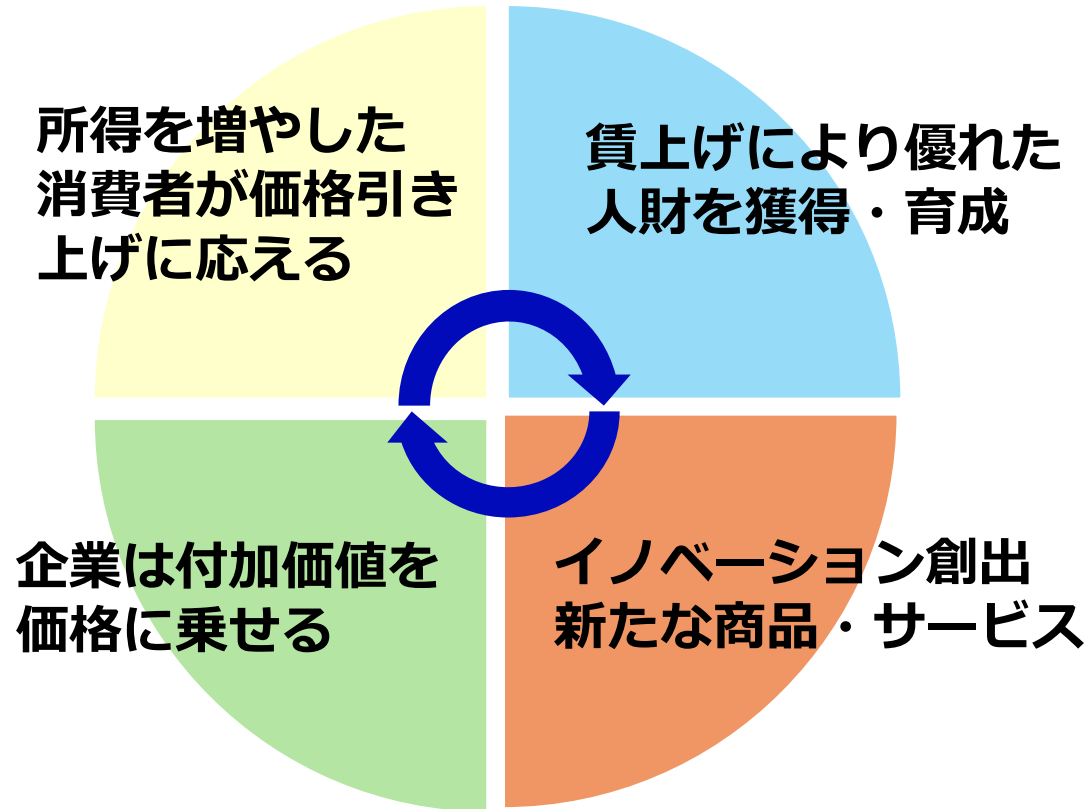 所得を増やした
消費者が価格引き
上げに応える
賃上げにより優れた
人財を獲得・育成
企業は付加価値を
価格に乗せる
イノベーション創出
新たな商品・サービス